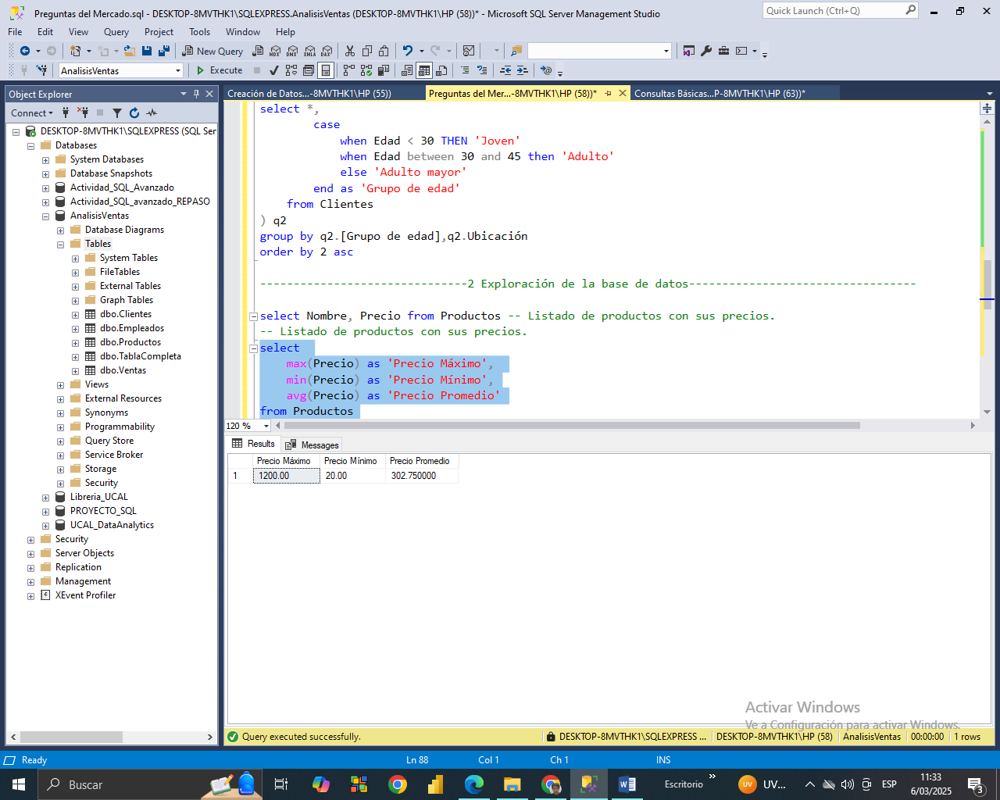 Preguntas del Mercado.sql - DESKTOP-8MVTHK1\SQLEXPRESS.AnalisisVentas (DESKTOP-8MVTHK1\HP (58))* - Microsoft SQL Server Management Studio
Quick Launch (Ctrl+Q)
File Edit View Query Project Tools Window Help
New Query
MDX DMX XMLA DAX
AnalisisVentas
Execute
Object Explorer
Connect
DESKTOP-8MVTHK1\SQLEXPRESS (SQL Ser
Databases
System Databases
Database Snapshots
Actividad_SQL_Avanzado
Actividad_SQL_avanzado_REPASO
AnalisisVentas
Database Diagrams
Tables
System Tables
FileTables
External Tables
Graph Tables
dbo.Clientes
dbo.Empleados
dbo.Productos
dbo.TablaCompleta
dbo.Ventas
Views
External Resources
Synonyms
Programmability
Query Store
Service Broker
Storage
Security
Libreria_UCAL
PROYECTO_SQL
UCAL_DataAnalytics
Security
Server Objects
Replication
Management
XEvent Profiler
Creación de Datos...-8MVTHK1\HP (55))
Preguntas del Mer...-8MVTHK1\HP (58))*
Consultas Básicas...P-8MVTHK1\HP (63))*
select *,
case
when Edad < 30 THEN 'Joven'
when Edad between 30 and 45 then 'Adulto'
else 'Adulto mayor'
end as 'Grupo de edad'
from Clientes
) q2
group by q2.[Grupo de edad],q2.Ubicación
order by 2 asc
-------------------------------2 Exploración de la base de datos----------------------------------
select Nombre, Precio from Productos -- Listado de productos con sus precios.
-- Listado de productos con sus precios.
select
max(Precio) as 'Precio Máximo',
min(Precio) as 'Precio Mínimo',
avg(Precio) as 'Precio Promedio'
from Productos
120 %
Results Messages
Precio Máximo Precio Mínimo Precio Promedio
1 1200.00 20.00 302.750000
Activar Windows
Ve a Configuración para activar Windows.
Query executed successfully.
DESKTOP-8MVTHK1\SQLEXPRESS ... DESKTOP-8MVTHK1\HP (58) AnalisisVentas 00:00:00 1 rows
Ready Ln 88 Col 1 Ch 1 INS
Buscar
Escritorio
UV
UV...
ESP
11:33
6/03/2025
3